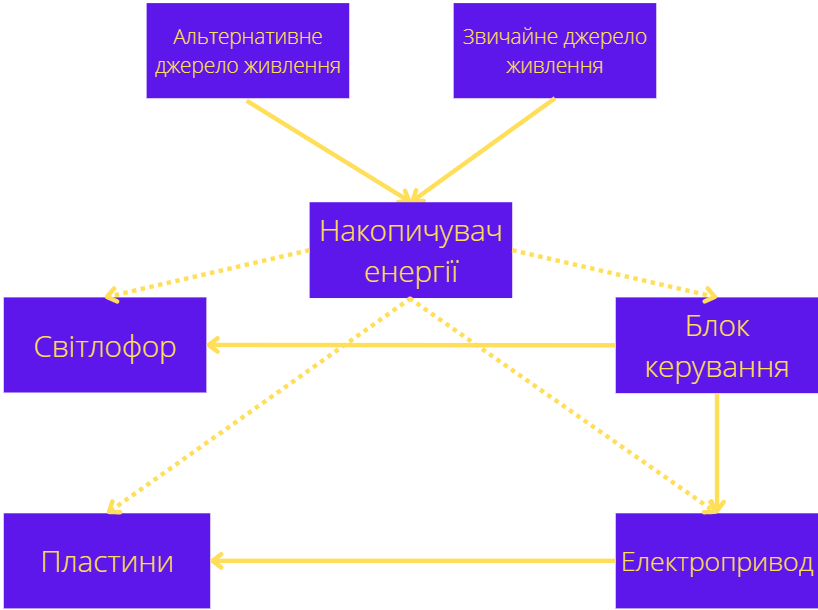 Альтернативне
джерело живлення
Звичайне джерело
живлення
Накопичувач
енергії
Світлофор
Блок
керування
Пластини
Електропривод